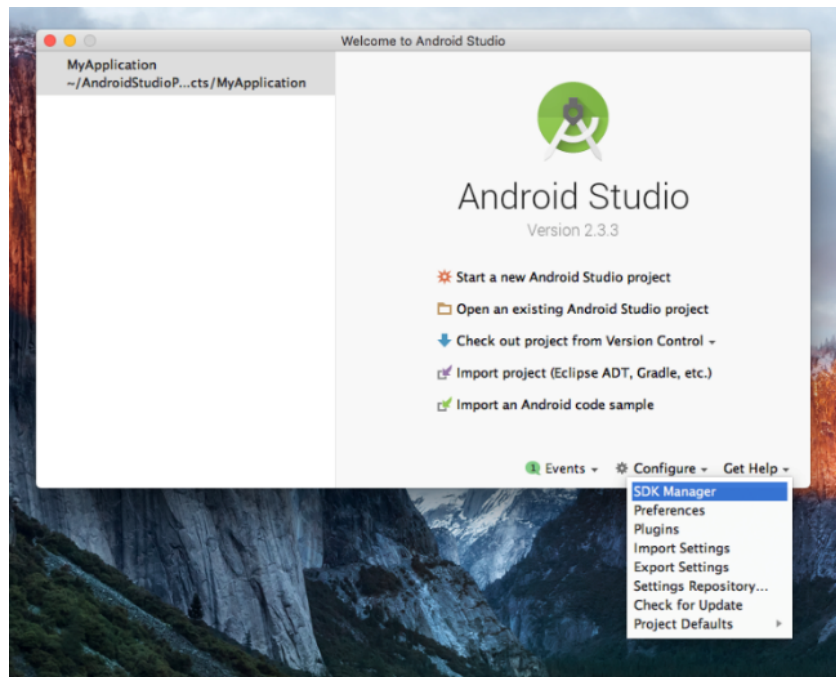 Welcome to Android Studio
MyApplication
~/AndroidStudioP...cts/MyApplication
Android Studio
Version 2.3.3
Start a new Android Studio project
Open an existing Android Studio project
Check out project from Version Control
Import project (Eclipse ADT, Gradle, etc.)
Import an Android code sample
1 Events Configure Get Help
SDK Manager
Preferences
Plugins
Import Settings
Export Settings
Settings Repository...
Check for Update
Project Defaults